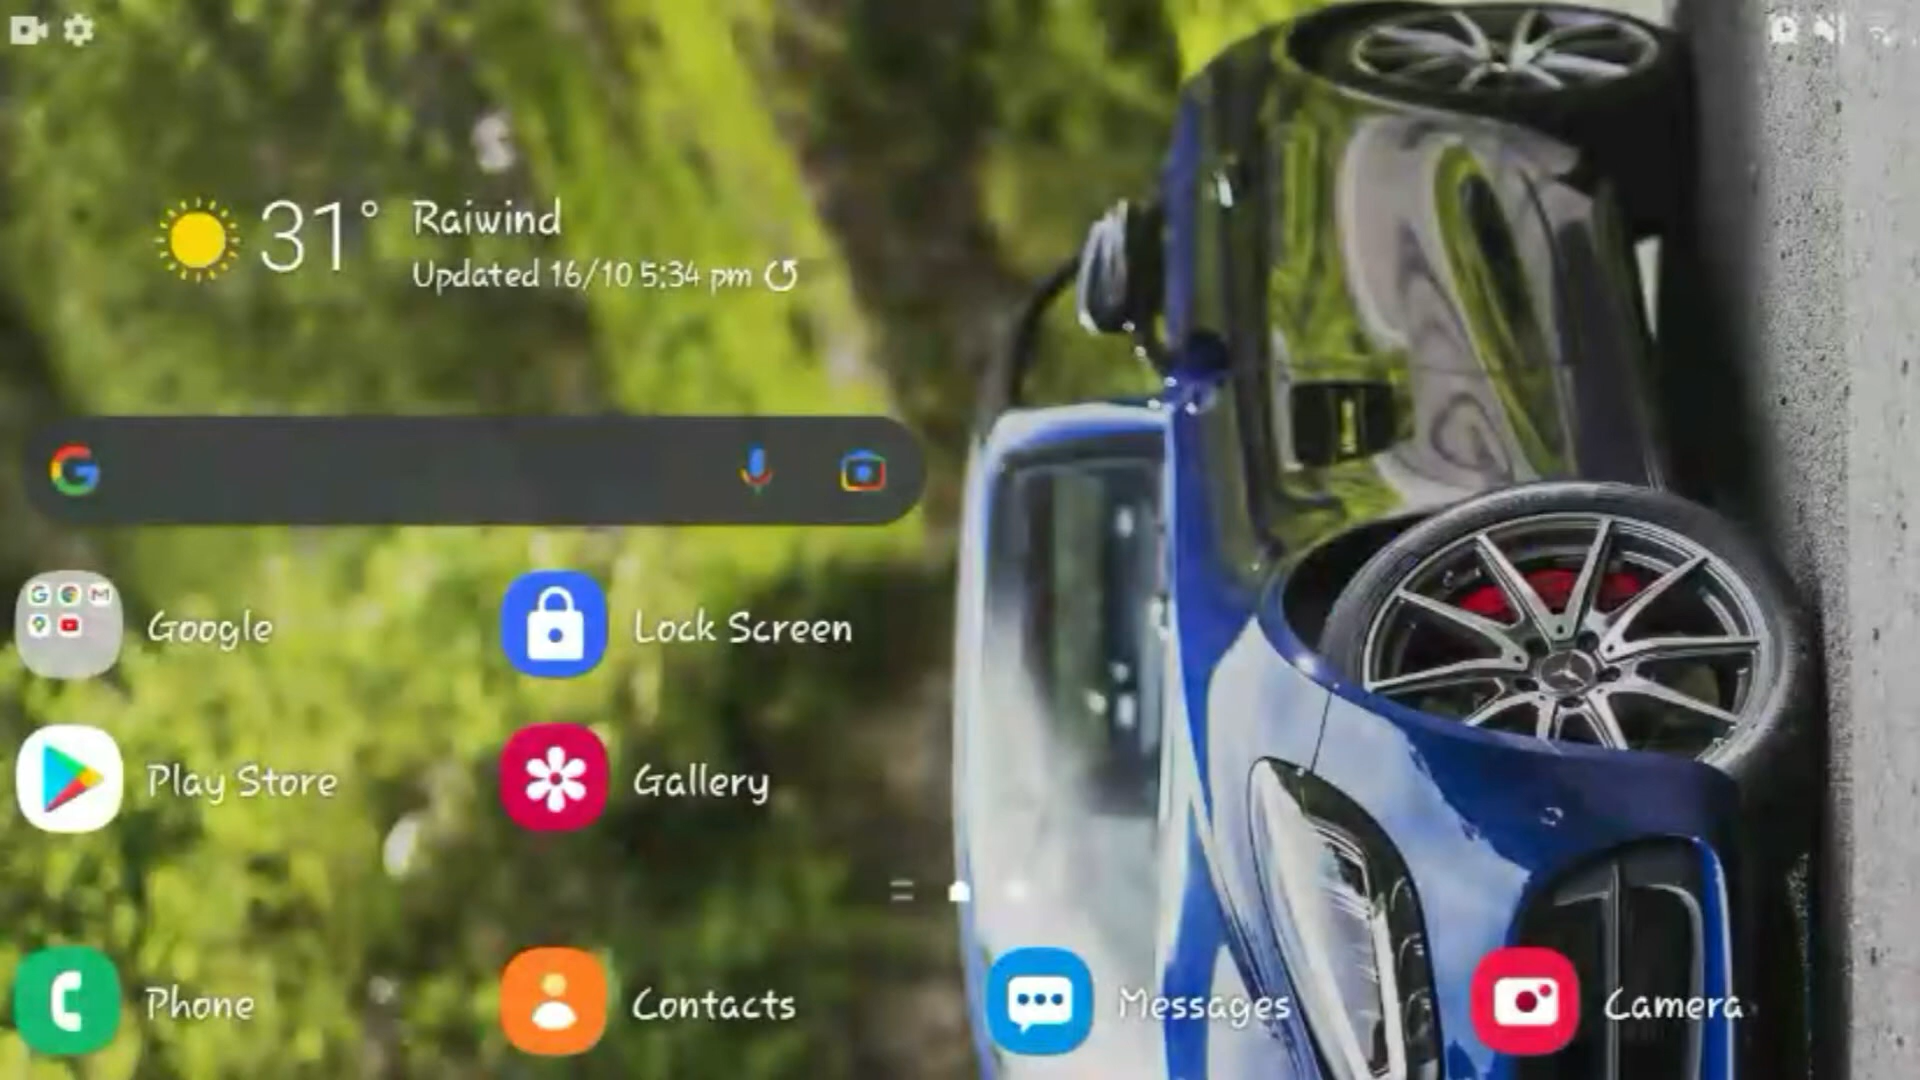 31° Raiwind
Updated 16/10 5:34 pm
Google
Lock Screen
Play Store
Gallery
Phone
Contacts
Messages
Camera